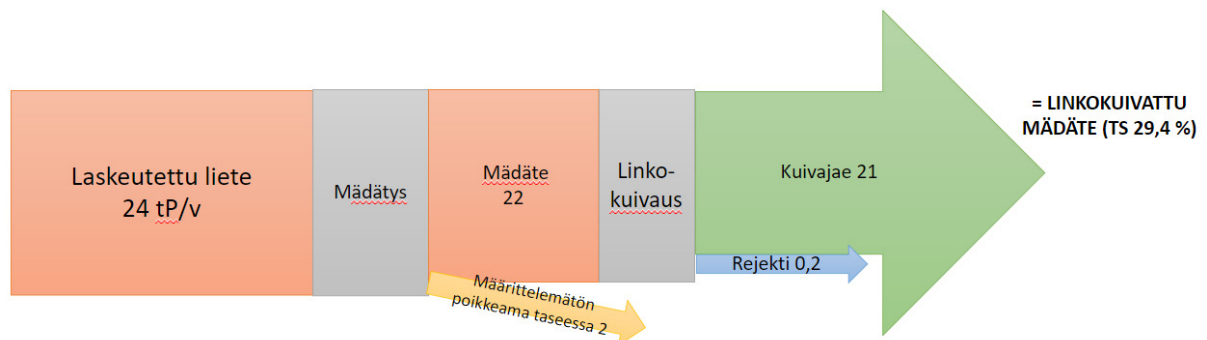 Laskeutettu liete
24 tP/v
Mädätys
Mädäte
22
Linko-
kuivaus
Kuivajae 21
= LINKOKUIVATTU
MÄDÄTE (TS 29,4 %)
Rejekti 0,2
Määrittelemätön
poikkeama taseessa 2